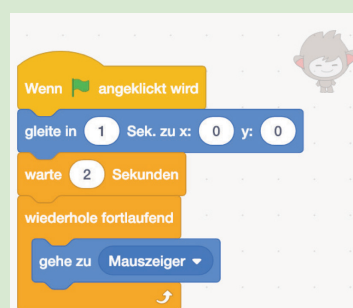 Wenn angeklickt wird
gleite in 1 Sek. zu x: 0 y: 0
warte 2 Sekunden
wiederhole fortlaufend
gehe zu Mauszeiger